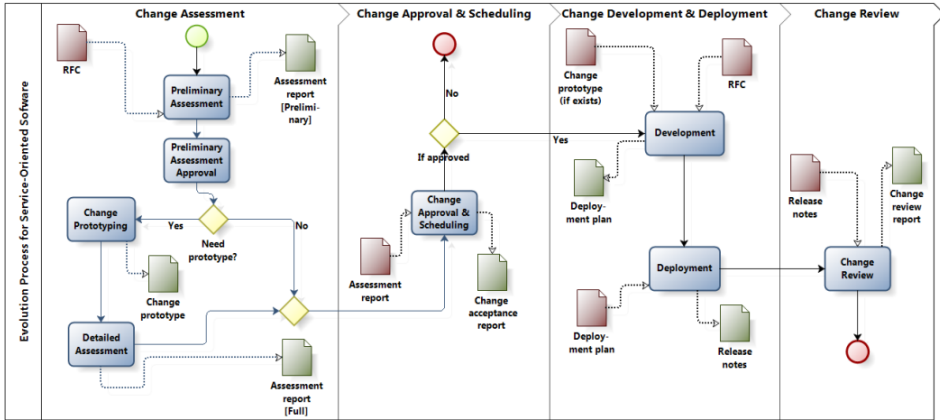 Evolution Process for Service-Oriented Software
Change Assessment
RFC
Preliminary
Assessment
Assessment
report
[Prelimi-
nary]
Preliminary
Assessment
Approval
Change
Prototyping
Yes
No
Need
prototype?
Change
prototype
Detailed
Assessment
Assessment
report
[Full]
Change Approval & Scheduling
No
If approved
Yes
Change
Approval &
Scheduling
Assessment
report
Change
acceptance
report
Change Development & Deployment
Change
prototype
(if exists)
RFC
Development
Deploy-
ment plan
Deployment
Deploy-
ment plan
Release
notes
Change Review
Release
notes
Change
review
report
Change
Review